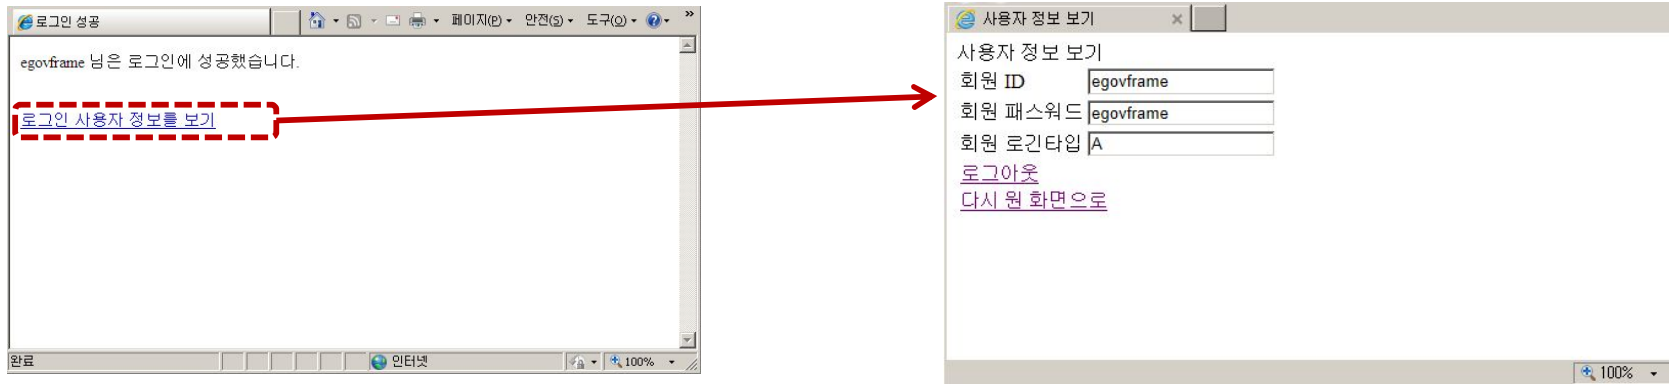 로그인 성공
페이지(P) 안전(S) 도구(O) »
egovframe 님은 로그인에 성공했습니다.
로그인 사용자 정보를 보기
완료
인터넷
100%
사용자 정보 보기
사용자 정보 보기
회원 ID egovframe
회원 패스워드 egovframe
회원 로긴타입 A
로그아웃
다시 원 화면으로
100%